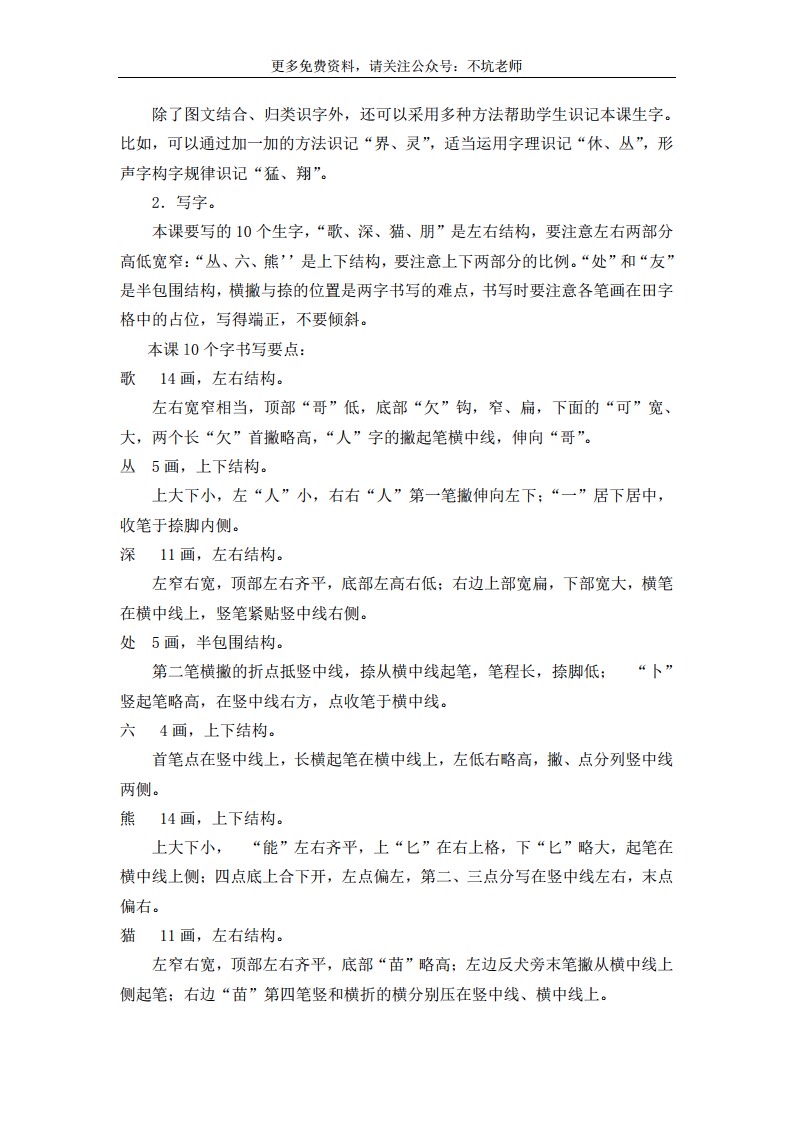 更多免费资料，请关注公众号：不坑老师
除了图文结合、归类识字外，还可以采用多种方法帮助学生识记本课生字。
比如，可以通过加一加的方法识记“界、灵”，适当运用字理识记“休、丛”，形
声字构字规律识记“猛、翔”。
2．写字。
本课要写的 10 个生字，“歌、深、猫、朋”是左右结构，要注意左右两部分
高低宽窄：“丛、六、熊''是上下结构，要注意上下两部分的比例。“处”和“友”
是半包围结构，横撇与捺的位置是两字书写的难点，书写时要注意各笔画在田字
格中的占位，写得端正，不要倾斜。
本课 l0 个字书写要点：
歌 14 画，左右结构。
左右宽窄相当，顶部“哥”低，底部“欠”钩，窄、扁，下面的“可”宽、
大，两个长“欠”首撇略高，“人”字的撇起笔横中线，伸向“哥”。
丛 5 画，上下结构。
上大下小，左“人”小，右右“人”第一笔撇伸向左下；“一”居下居中，
收笔于捺脚内侧。
深 11 画，左右结构。
左窄右宽，顶部左右齐平，底部左高右低；右边上部宽扁，下部宽大，横笔
在横中线上，竖笔紧贴竖中线右侧。
处 5 画，半包围结构。
第二笔横撇的折点抵竖中线，捺从横中线起笔，笔程长，捺脚低； “卜”
竖起笔略高，在竖中线右方，点收笔于横中线。
六 4 画，上下结构。
首笔点在竖中线上，长横起笔在横中线上，左低右略高，撇、点分列竖中线
两侧。
熊 14 画，上下结构。
上大下小， “能”左右齐平，上“匕”在右上格，下“匕”略大，起笔在
横中线上侧；四点底上合下开，左点偏左，第二、三点分写在竖中线左右，末点
偏右。
猫 11 画，左右结构。
左窄右宽，顶部左右齐平，底部“苗”略高；左边反犬旁末笔撇从横中线上
侧起笔；右边“苗”第四笔竖和横折的横分别压在竖中线、横中线上。